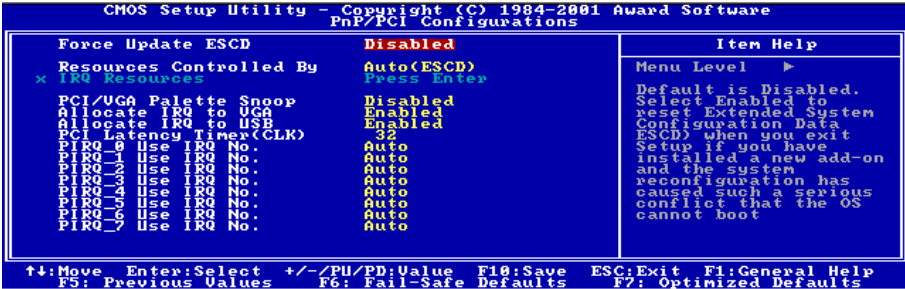 CMOS Setup Utility - Copyright (C) 1984-2001 Award Software
PnP/PCI Configurations
Force Update ESCD Disabled
Resources Controlled By Auto(ESCD)
x IRQ Resources Press Enter
PCI/VGA Palette Snoop Disabled
Allocate IRQ to VGA Enabled
Allocate IRQ to USB Enabled
PCI Latency Timer(CLK) 32
PIRQ_0 Use IRQ No. Auto
PIRQ_1 Use IRQ No. Auto
PIRQ_2 Use IRQ No. Auto
PIRQ_3 Use IRQ No. Auto
PIRQ_4 Use IRQ No. Auto
PIRQ_5 Use IRQ No. Auto
PIRQ_6 Use IRQ No. Auto
PIRQ_7 Use IRQ No. Auto
Item Help
Menu Level ▶
Default is Disabled.
Select Enabled to
reset Extended System
Configuration Data
ESCD) when you exit
Setup if you have
installed a new add-on
and the system
reconfiguration has
caused such a serious
conflict that the OS
cannot boot
↑↓:Move Enter:Select +/-/PU/PD:Value F10:Save ESC:Exit F1:General Help
F5: Previous Values F6: Fail-Safe Defaults F7: Optimized Defaults